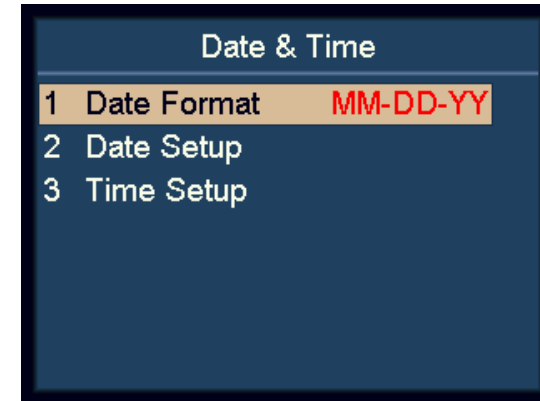 Date & Time
1 Date Format MM-DD-YY
2 Date Setup
3 Time Setup